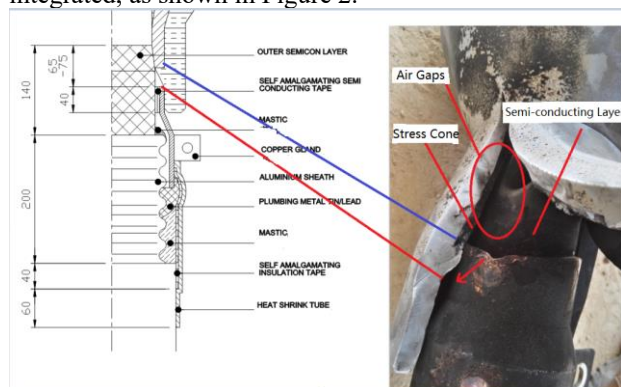 integrated, as shown in Figure 2.
OUTER SEMICON LAYER
SELF AMALGAMATING SEMI
CONDUCTING TAPE
MASTIC
COPPER GLAND
ALUMINIUM SHEATH
PLUMBING METAL TIN/LEAD
MASTIC
SELF AMALGAMATING
INSULATION TAPE
HEAT SHRINK TUBE
65
-75
140
40
200
40
60
Air Gaps
Semi-conducting Laye
Stress Cone